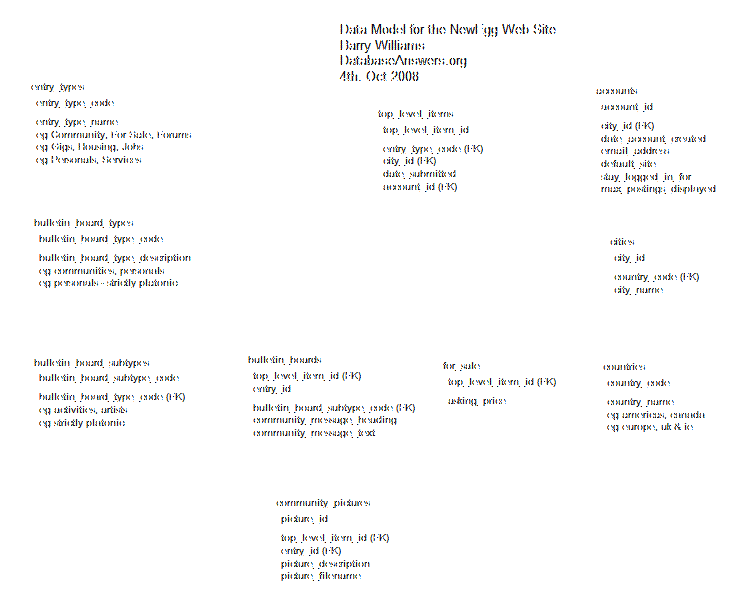 Data Model for the NewEgg Web Site
Barry Williams
DatabaseAnswers.org
4th. Oct 2008
entry_types
entry_type_code
entry_type_name
eg Community, For Sale, Forums
eg Gigs, Housing, Jobs
eg Personals, Services
top_level_items
top_level_item_id
entry_type_code (FK)
city_id (FK)
date_submitted
account_id (FK)
accounts
account_id
city_id (FK)
date_account_created
email_address
default_site
stay_logged_in_for
max_postings_displayed
bulletin_board_types
bulletin_board_type_code
bulletin_board_type_description
eg communities, personals
eg personals - strictly platonic
cities
city_id
country_code (FK)
city_name
bulletin_board_subtypes
bulletin_board_subtype_code
bulletin_board_type_code (FK)
eg activities, artists
eg strictly platonic
bulletin_boards
top_level_item_id (FK)
entry_id
bulletin_board_subtype_code (FK)
community_message_heading
community_message_text
for_sale
top_level_item_id (FK)
asking_price
countries
country_code
country_name
eg americas, canada
eg europe, uk & ie
community_pictures
picture_id
top_level_item_id (FK)
entry_id (FK)
picture_description
picture_filename